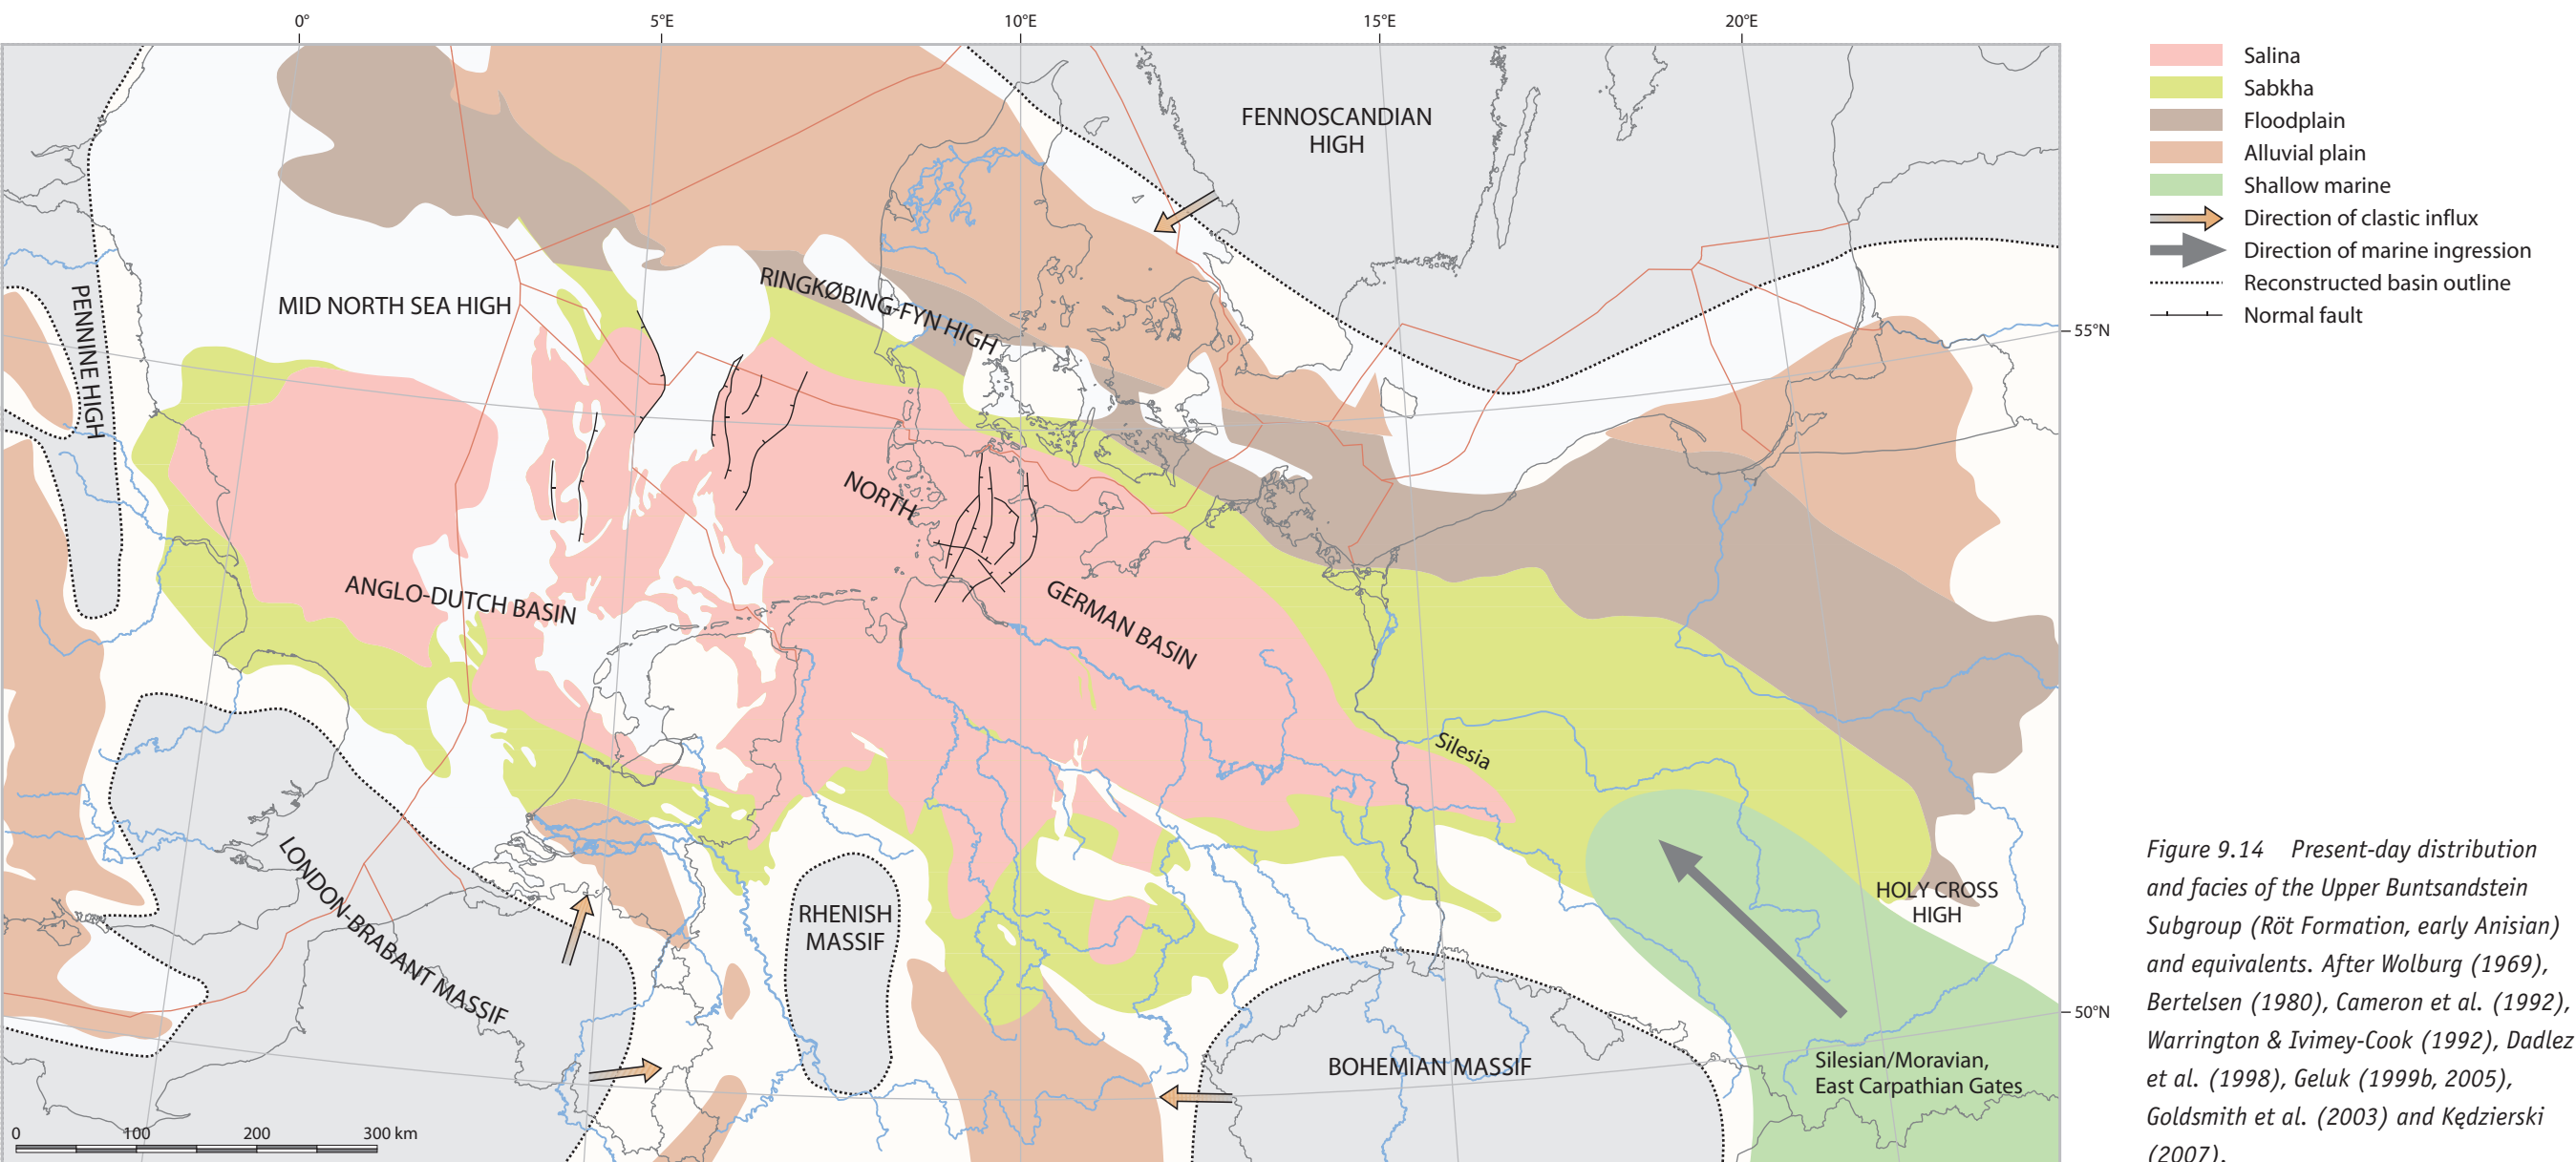 0°
5°E
10°E
15°E
20°E
55°N
50°N
FENNOSCANDIAN
HIGH
PENNINE HIGH
MID NORTH SEA HIGH
RINGKØBING-FYN HIGH
NORTH
GERMAN BASIN
ANGLO-DUTCH BASIN
Silesia
LONDON-BRABANT MASSIF
RHENISH
MASSIF
HOLY CROSS
HIGH
BOHEMIAN MASSIF
Silesian/Moravian,
East Carpathian Gates
0 100 200 300 km
Salina
Sabkha
Floodplain
Alluvial plain
Shallow marine
Direction of clastic influx
Direction of marine ingression
Reconstructed basin outline
Normal fault
Figure 9.14 Present-day distribution
and facies of the Upper Buntsandstein
Subgroup (Röt Formation, early Anisian)
and equivalents. After Wolburg (1969),
Bertelsen (1980), Cameron et al. (1992),
Warrington & Ivimey-Cook (1992), Dadlez
et al. (1998), Geluk (1999b, 2005),
Goldsmith et al. (2003) and Kędzierski
(2007).